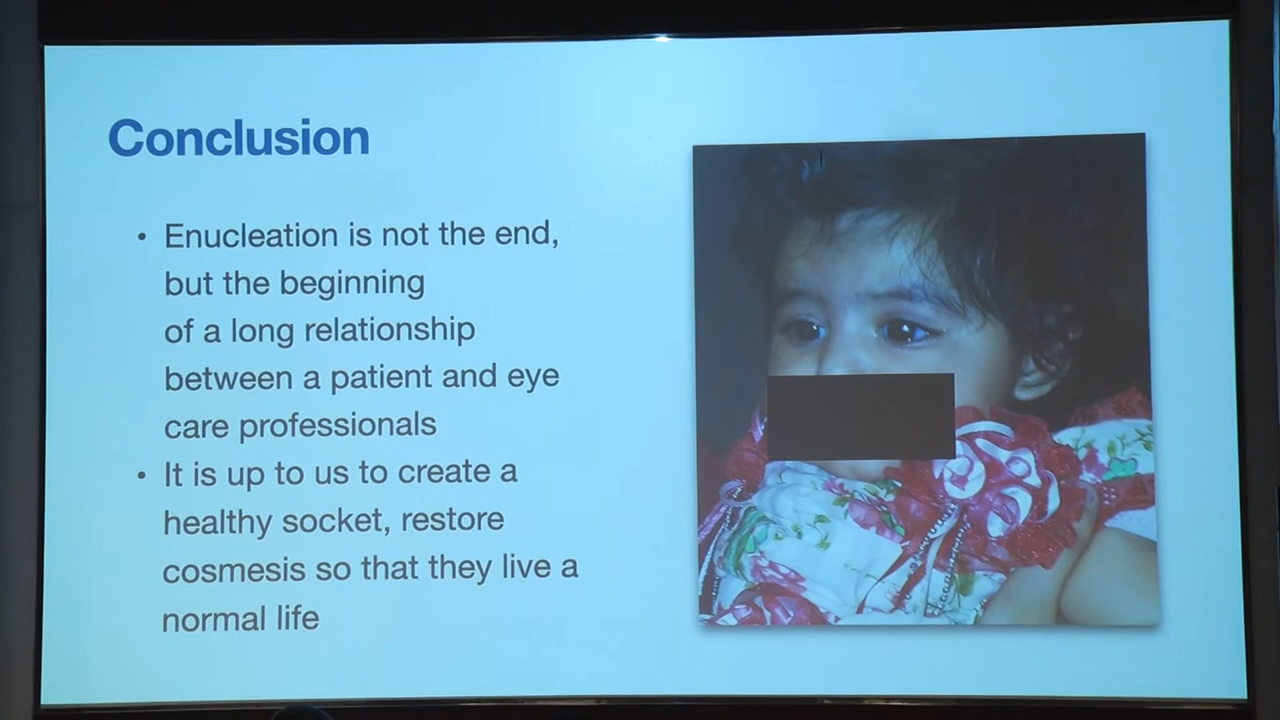 Conclusion
• Enucleation is not the end,
but the beginning
of a long relationship
between a patient and eye
care professionals
• It is up to us to create a
healthy socket, restore
cosmesis so that they live a
normal life